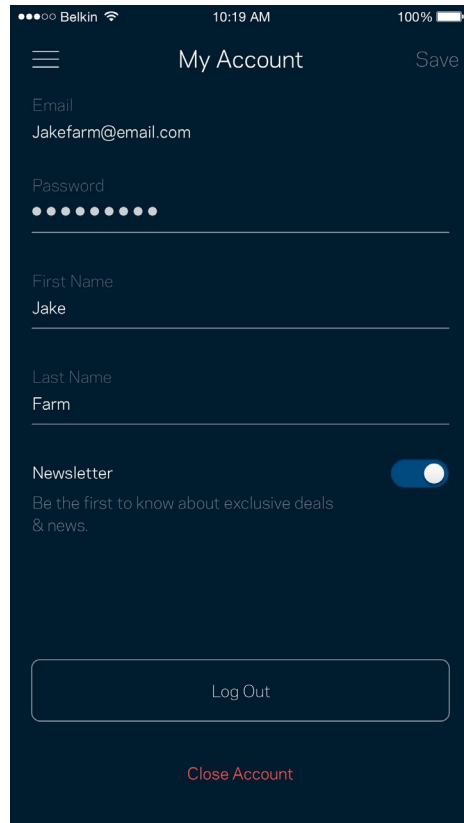 Belkin 10:19 AM 100%
My Account Save
Email
Jakefarm@email.com
Password
●●●●●●●●●
First Name
Jake
Last Name
Farm
Newsletter
Be the first to know about exclusive deals
& news.
Log Out
Close Account